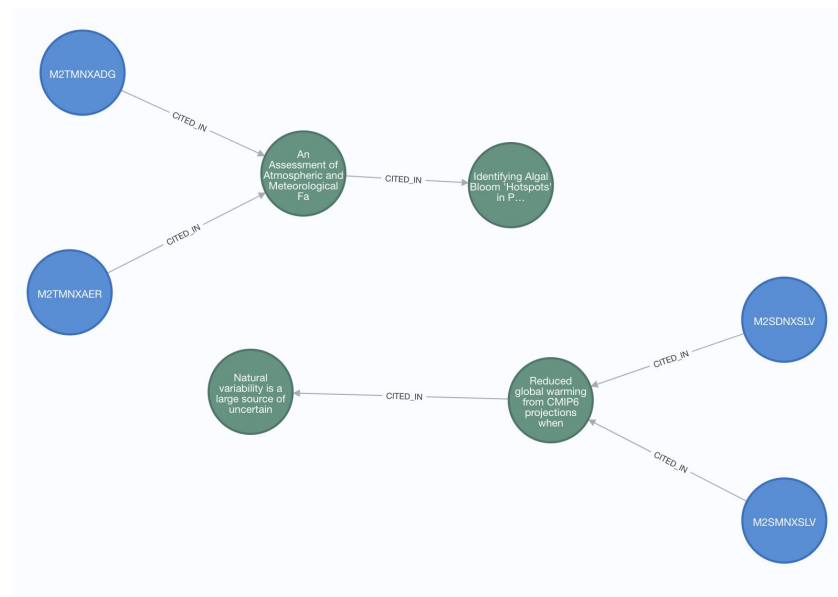 M2TMNXADG
CITED_IN
An
Assessment of
Atmospheric and
Meteorological
Fa
CITED_IN
Identifying Algal
Bloom 'Hotspots'
in P…
CITED_IN
M2TMNXAER
M2SDNXSLV
CITED_IN
Natural
variability is a
large source of
uncertain
CITED_IN
Reduced
global warming
from CMIP6
projections
when
CITED_IN
M2SMNXSLV